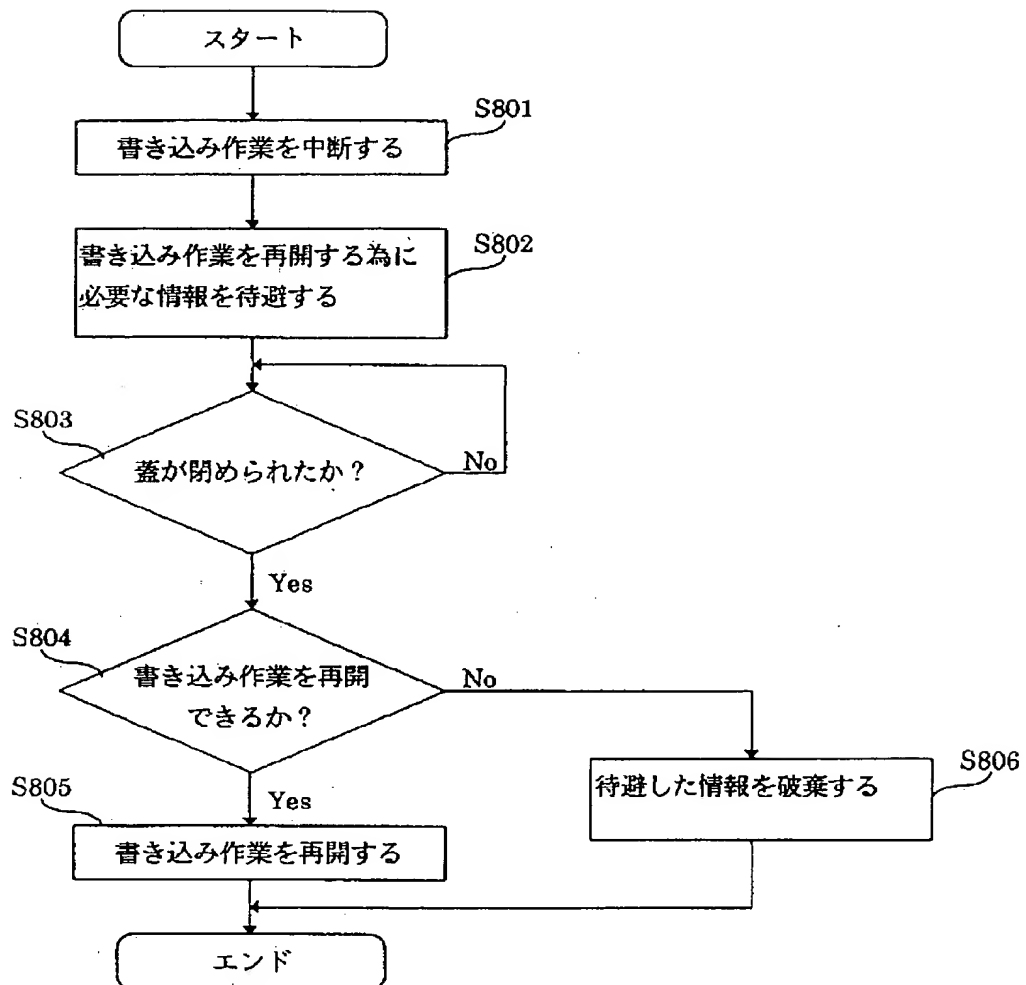 スタート
S801
書き込み作業を中断する
S802
書き込み作業を再開する為に
必要な情報を待避する
S803
蓋が閉められたか？
No
Yes
S804
書き込み作業を再開
できるか？
No
S806
待避した情報を破棄する
S805
Yes
書き込み作業を再開する
エンド